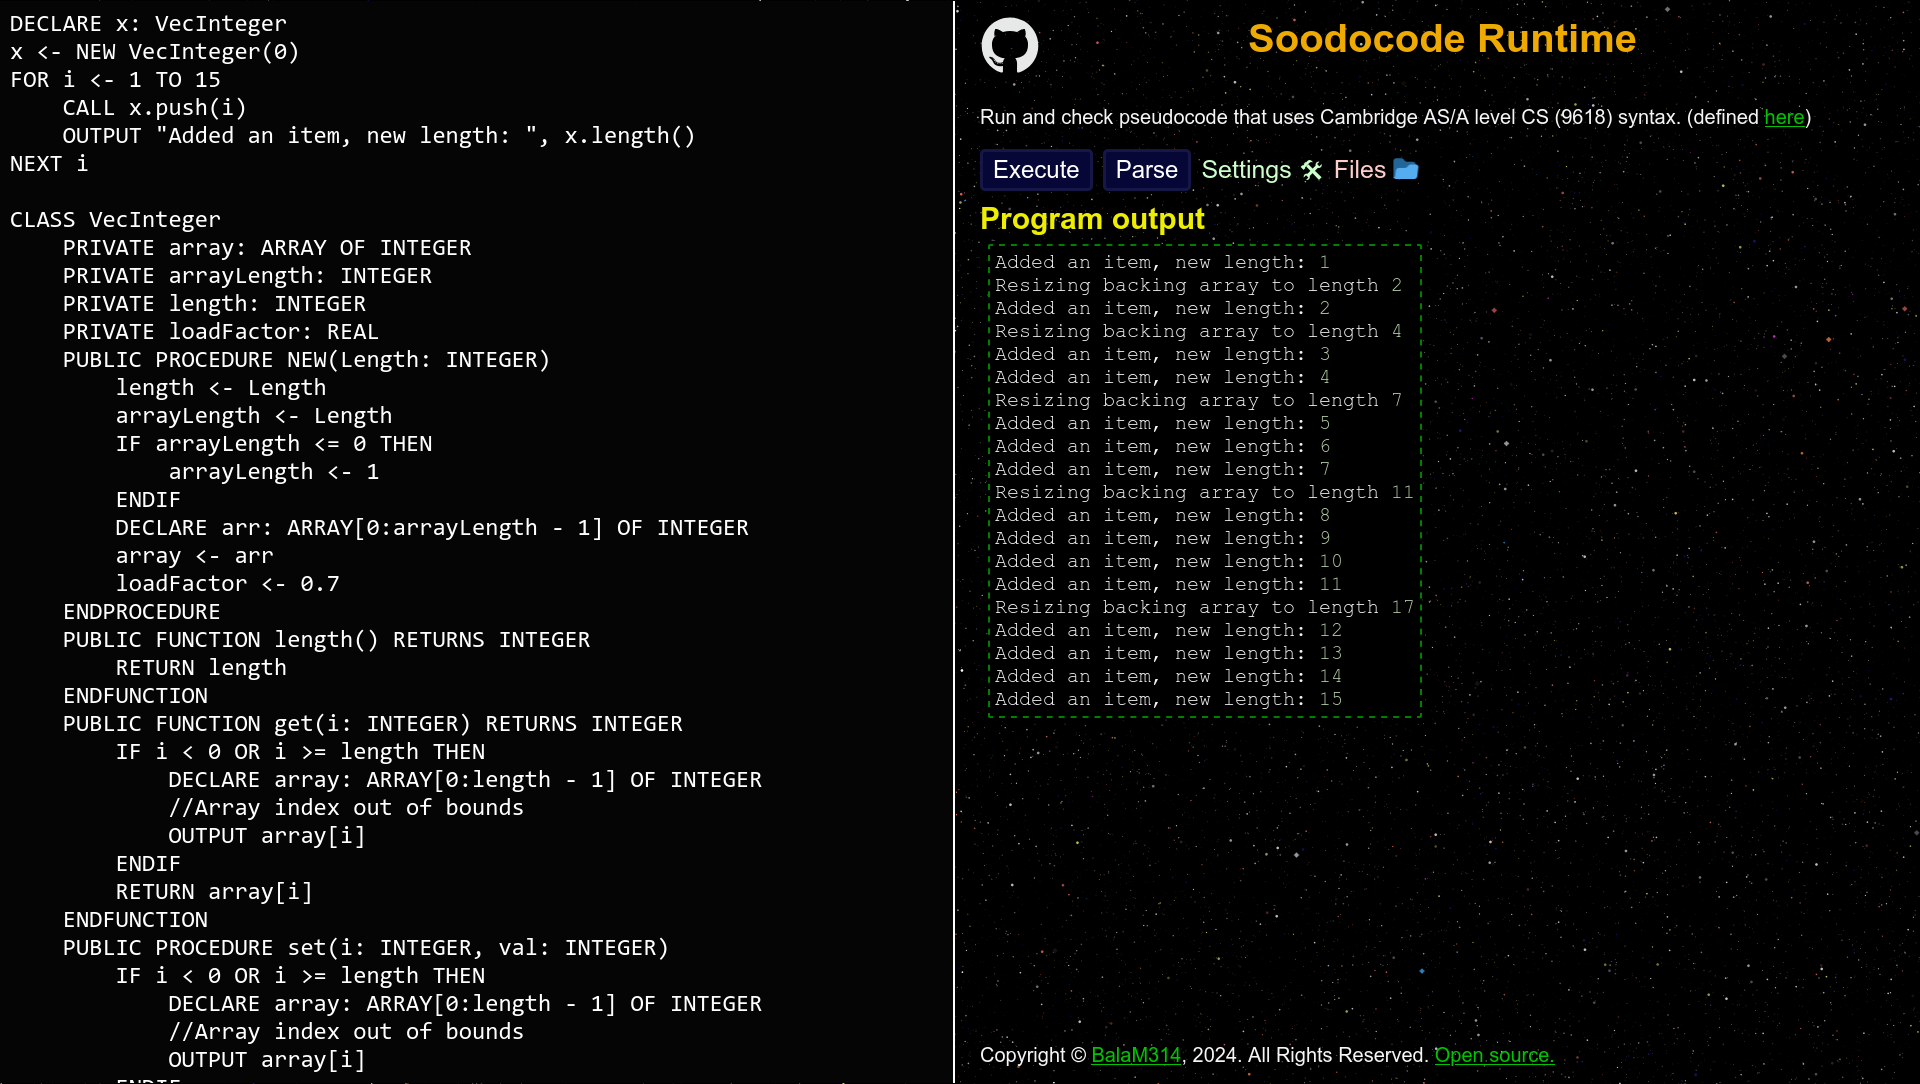 DECLARE x: VecInteger
x <- NEW VecInteger(0)
FOR i <- 1 TO 15
    CALL x.push(i)
    OUTPUT "Added an item, new length: ", x.length()
NEXT i

CLASS VecInteger
    PRIVATE array: ARRAY OF INTEGER
    PRIVATE arrayLength: INTEGER
    PRIVATE length: INTEGER
    PRIVATE loadFactor: REAL
    PUBLIC PROCEDURE NEW(Length: INTEGER)
        length <- Length
        arrayLength <- Length
        IF arrayLength <= 0 THEN
            arrayLength <- 1
        ENDIF
        DECLARE arr: ARRAY[0:arrayLength - 1] OF INTEGER
        array <- arr
        loadFactor <- 0.7
    ENDPROCEDURE
    PUBLIC FUNCTION length() RETURNS INTEGER
        RETURN length
    ENDFUNCTION
    PUBLIC FUNCTION get(i: INTEGER) RETURNS INTEGER
        IF i < 0 OR i >= length THEN
            DECLARE array: ARRAY[0:length - 1] OF INTEGER
            //Array index out of bounds
            OUTPUT array[i]
        ENDIF
        RETURN array[i]
    ENDFUNCTION
    PUBLIC PROCEDURE set(i: INTEGER, val: INTEGER)
        IF i < 0 OR i >= length THEN
            DECLARE array: ARRAY[0:length - 1] OF INTEGER
            //Array index out of bounds
            OUTPUT array[i]
Soodocode Runtime
Run and check pseudocode that uses Cambridge AS/A level CS (9618) syntax. (defined here)
Execute Parse Settings 🛠 Files 📂
Program output
Added an item, new length: 1
Resizing backing array to length 2
Added an item, new length: 2
Resizing backing array to length 4
Added an item, new length: 3
Added an item, new length: 4
Resizing backing array to length 7
Added an item, new length: 5
Added an item, new length: 6
Added an item, new length: 7
Resizing backing array to length 11
Added an item, new length: 8
Added an item, new length: 9
Added an item, new length: 10
Added an item, new length: 11
Resizing backing array to length 17
Added an item, new length: 12
Added an item, new length: 13
Added an item, new length: 14
Added an item, new length: 15
Copyright © BalaM314, 2024. All Rights Reserved. Open source.